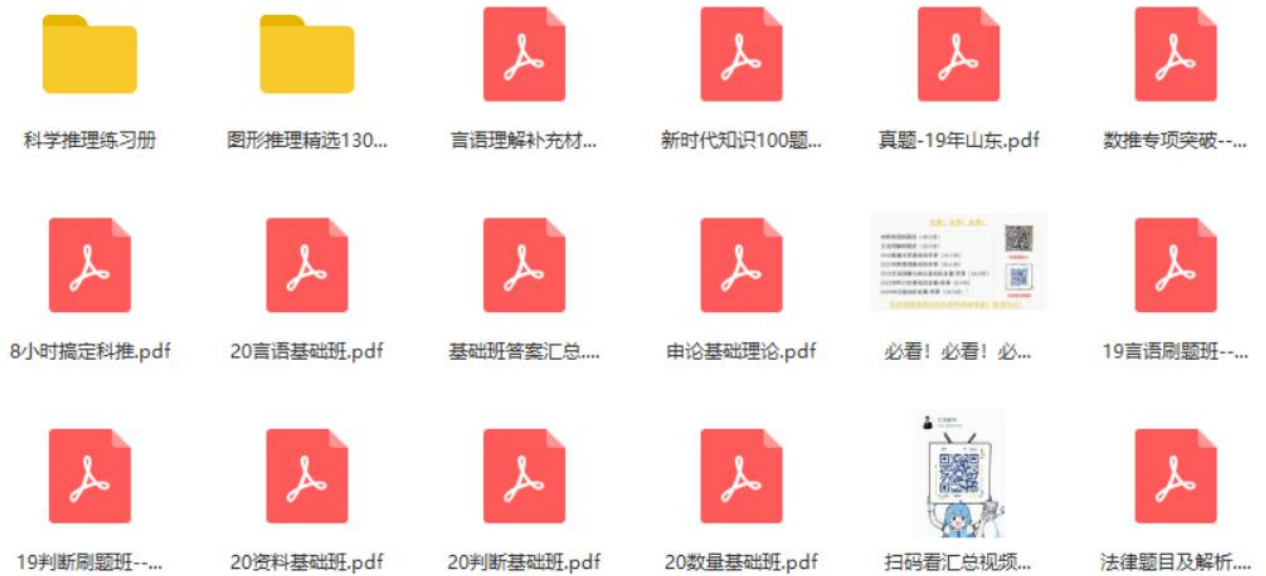 科学推理练习册
图形推理精选130...
言语理解补充材...
新时代知识100题...
真题-19年山东.pdf
数推专项突破--...
8小时搞定科推.pdf
20言语基础班.pdf
基础班答案汇总....
申论基础理论.pdf
必看！必看！必...
19言语刷题班--...
19判断刷题班--...
20资料基础班.pdf
20判断基础班.pdf
20数量基础班.pdf
扫码看汇总视频...
法律题目及解析....